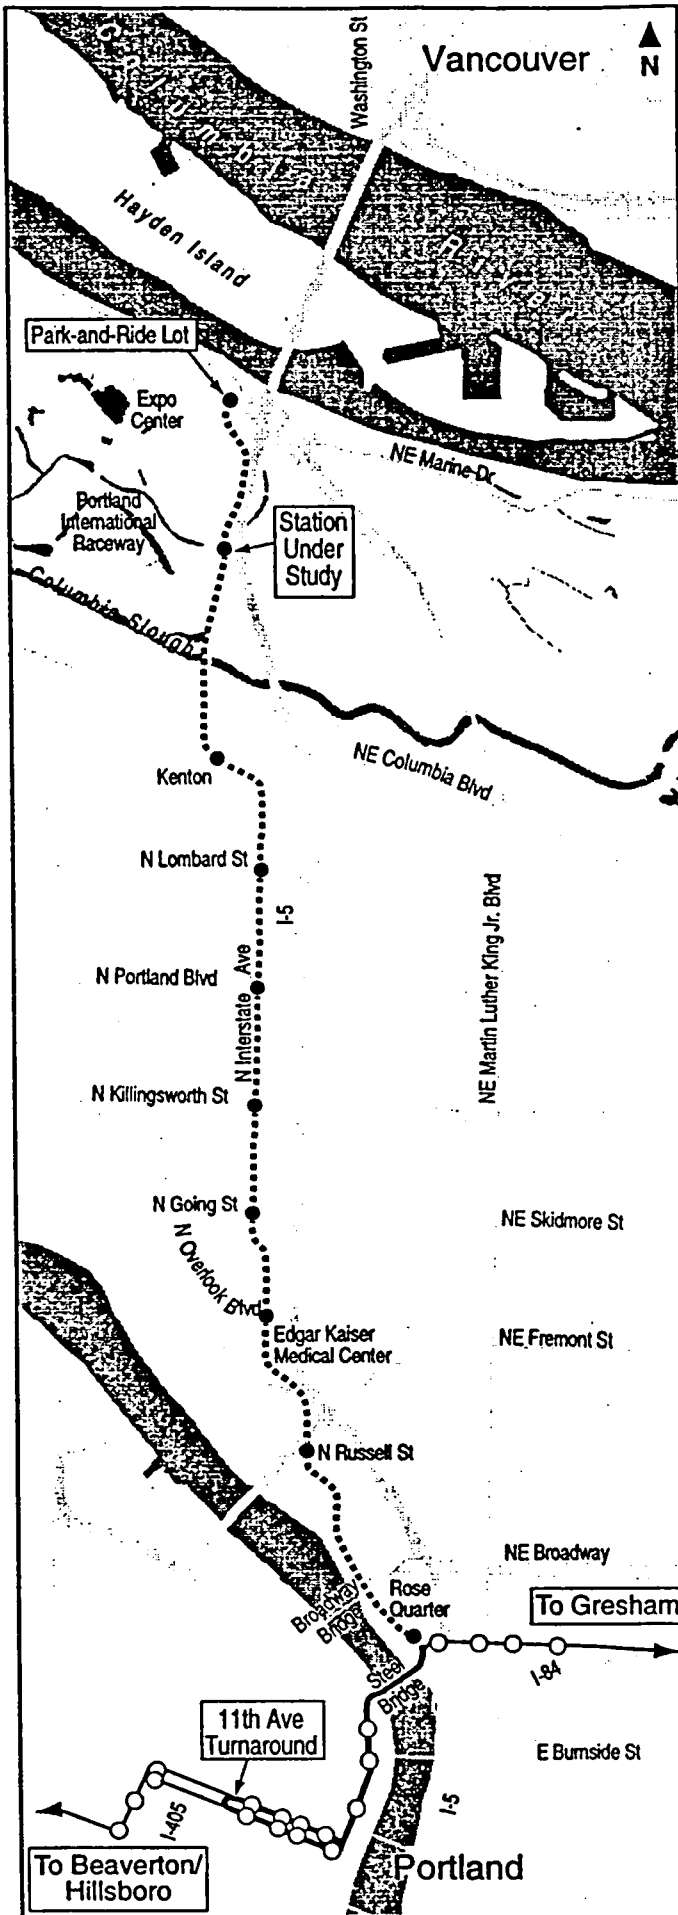 Washington St
Vancouver
N
Columbia
River
Hayden Island
Park-and-Ride Lot
Expo
Center
NE Marine Dr
Portland
International
Raceway
Station
Under
Study
Columbia Slough
NE Columbia Blvd
Kenton
N Lombard St
I-5
NE Martin Luther King Jr. Blvd
N Portland Blvd
N Interstate Ave
N Killingsworth St
N Going St
NE Skidmore St
N Overlook Blvd
Edgar Kaiser
Medical Center
NE Fremont St
N Russell St
NE Broadway
Rose
Quarter
Broadway
Bridge
To Gresham
Steel
Bridge
I-84
11th Ave
Turnaround
E Burnside St
I-405
I-5
To Beaverton/
Hillsboro
Portland